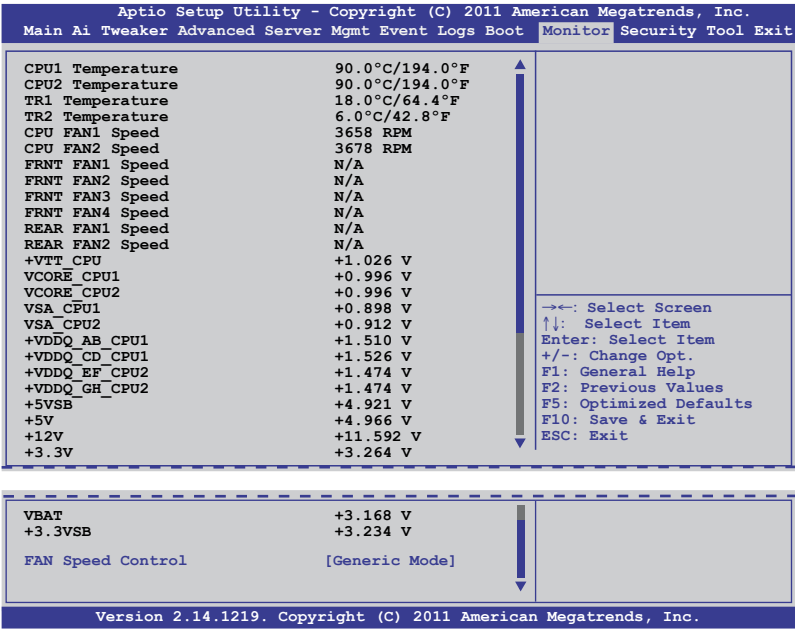 Aptio Setup Utility - Copyright (C) 2011 American Megatrends, Inc.
Main Ai Tweaker Advanced Server Mgmt Event Logs Boot Monitor Security Tool Exit
CPU1 Temperature 90.0°C/194.0°F
CPU2 Temperature 90.0°C/194.0°F
TR1 Temperature 18.0°C/64.4°F
TR2 Temperature 6.0°C/42.8°F
CPU FAN1 Speed 3658 RPM
CPU FAN2 Speed 3678 RPM
FRNT FAN1 Speed N/A
FRNT FAN2 Speed N/A
FRNT FAN3 Speed N/A
FRNT FAN4 Speed N/A
REAR FAN1 Speed N/A
REAR FAN2 Speed N/A
+VTT_CPU +1.026 V
VCORE_CPU1 +0.996 V
VCORE_CPU2 +0.996 V
VSA_CPU1 +0.898 V
VSA_CPU2 +0.912 V
+VDDQ_AB_CPU1 +1.510 V
+VDDQ_CD_CPU1 +1.526 V
+VDDQ_EF_CPU2 +1.474 V
+VDDQ_GH_CPU2 +1.474 V
+5VSB +4.921 V
+5V +4.966 V
+12V +11.592 V
+3.3V +3.264 V
→←: Select Screen
↑↓: Select Item
Enter: Select Item
+/-: Change Opt.
F1: General Help
F2: Previous Values
F5: Optimized Defaults
F10: Save & Exit
ESC: Exit
VBAT +3.168 V
+3.3VSB +3.234 V
FAN Speed Control [Generic Mode]
Version 2.14.1219. Copyright (C) 2011 American Megatrends, Inc.